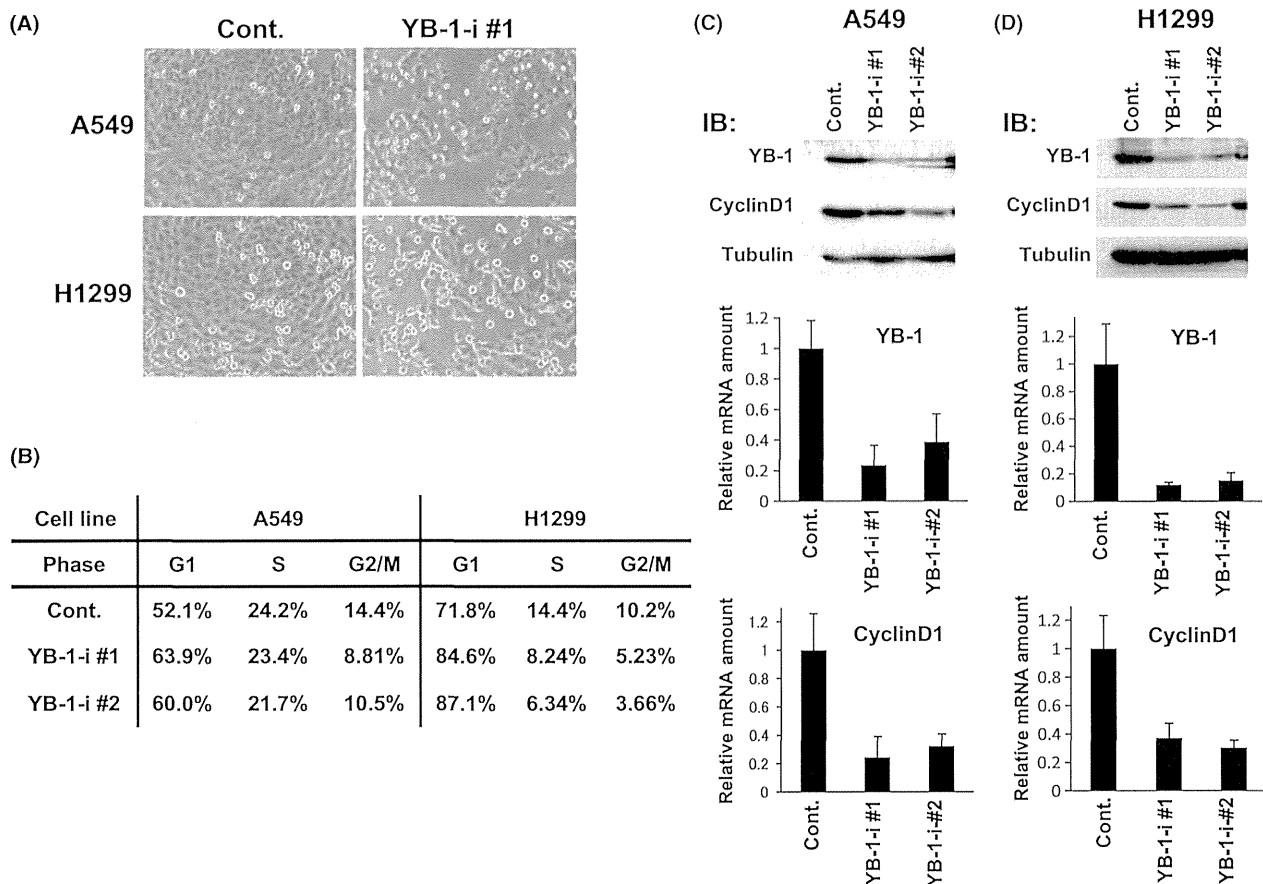 (A)
Cont.
YB-1-i #1
A549
H1299
(B)
Cell line A549 H1299
Phase G1 S G2/M G1 S G2/M
Cont. 52.1% 24.2% 14.4% 71.8% 14.4% 10.2%
YB-1-i #1 63.9% 23.4% 8.81% 84.6% 8.24% 5.23%
YB-1-i #2 60.0% 21.7% 10.5% 87.1% 6.34% 3.66%
(C)
A549
Cont.
YB-1-i #1
YB-1-i-#2
IB:
YB-1
CyclinD1
Tubulin
Relative mRNA amount
YB-1
1.2
1
0.8
0.6
0.4
0.2
0
Cont.
YB-1-i #1
YB-1-i-#2
Relative mRNA amount
CyclinD1
1.2
1
0.8
0.6
0.4
0.2
0
Cont.
YB-1-i #1
YB-1-i-#2
(D)
H1299
Cont.
YB-1-i #1
YB-1-i-#2
IB:
YB-1
CyclinD1
Tubulin
Relative mRNA amount
YB-1
1.2
1
0.8
0.6
0.4
0.2
0
Cont.
YB-1-i #1
YB-1-i-#2
Relative mRNA amount
CyclinD1
1.2
1
0.8
0.6
0.4
0.2
0
Cont.
YB-1-i #1
YB-1-i-#2